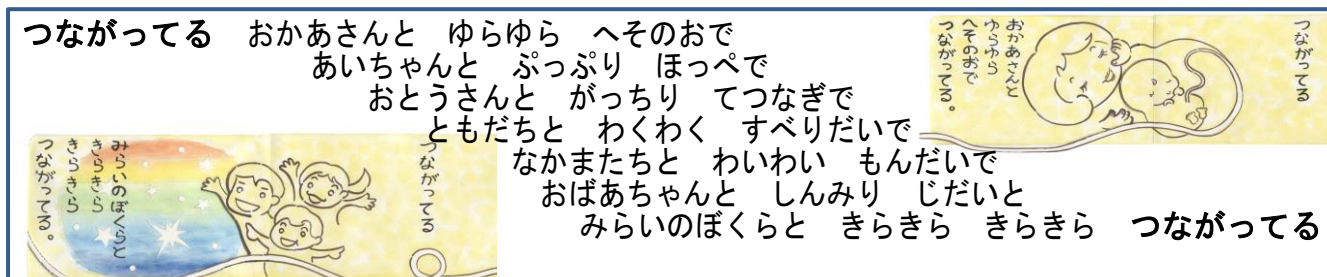 つながってる　おかあさんと　ゆらゆら　へそのおで
あいちゃんと　ぷっぷり　ほっぺで
おとうさんと　がっちり　てつなぎで
ともだちと　わくわく　すべりだいで
なかまたちと　わいわい　もんだいで
おばあちゃんと　しんみり　じだいと
みらいのぼくらと　きらきら　きらきら　つながってる
つながってる
おかあさんと
ゆらゆら
へそのおで
つながってる。
つながってる
みらいのぼくらと
きらきら
きらきら
つながってる。